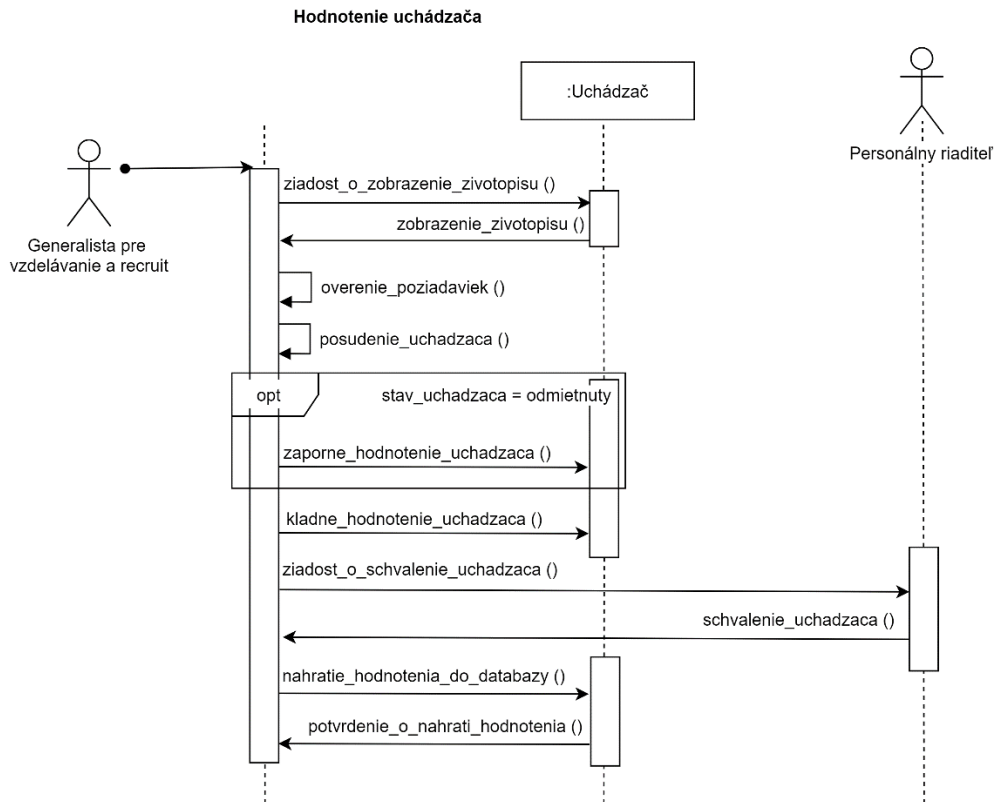 Hodnotenie uchádzača
:Uchádzač
Personálny riaditeľ
Generalista pre
vzdelávanie a recruit
ziadost_o_zobrazenie_zivotopisu ()
zobrazenie_zivotopisu ()
overenie_poziadaviek ()
posudenie_uchadzaca ()
opt
stav_uchadzaca = odmietnuty
zaporne_hodnotenie_uchadzaca ()
kladne_hodnotenie_uchadzaca ()
ziadost_o_schvalenie_uchadzaca ()
schvalenie_uchadzaca ()
nahratie_hodnotenia_do_databazy ()
potvrdenie_o_nahrati_hodnotenia ()